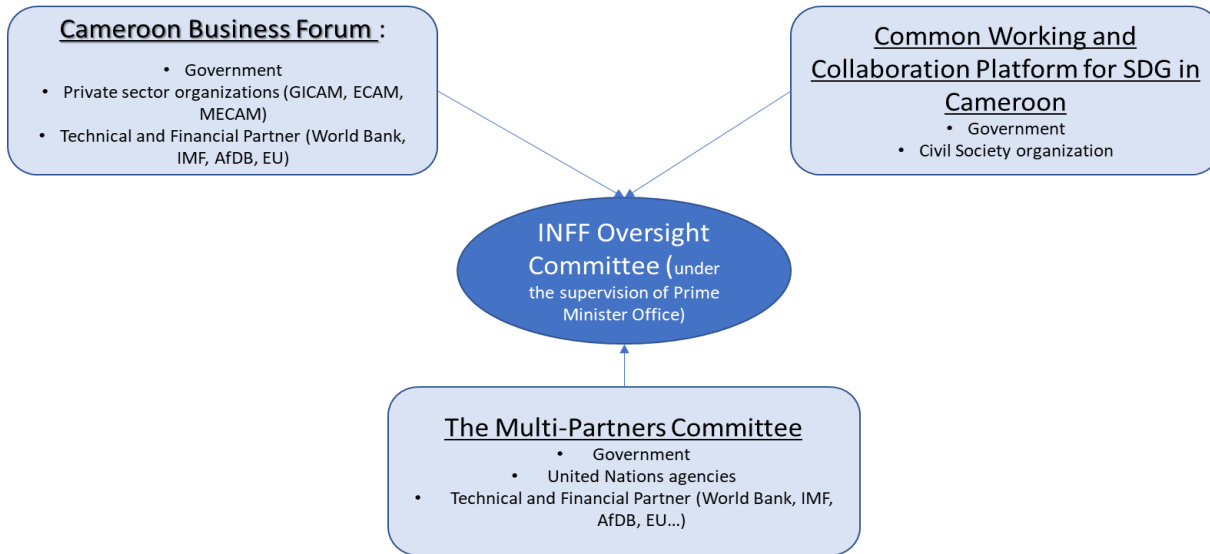 Cameroon Business Forum :
• Government
• Private sector organizations (GICAM, ECAM,
MECAM)
• Technical and Financial Partner (World Bank,
IMF, AfDB, EU)
Common Working and
Collaboration Platform for SDG in
Cameroon
• Government
• Civil Society organization
INFF Oversight
Committee (under
the supervision of Prime
Minister Office)
The Multi-Partners Committee
• Government
• United Nations agencies
• Technical and Financial Partner (World Bank, IMF,
AfDB, EU...)